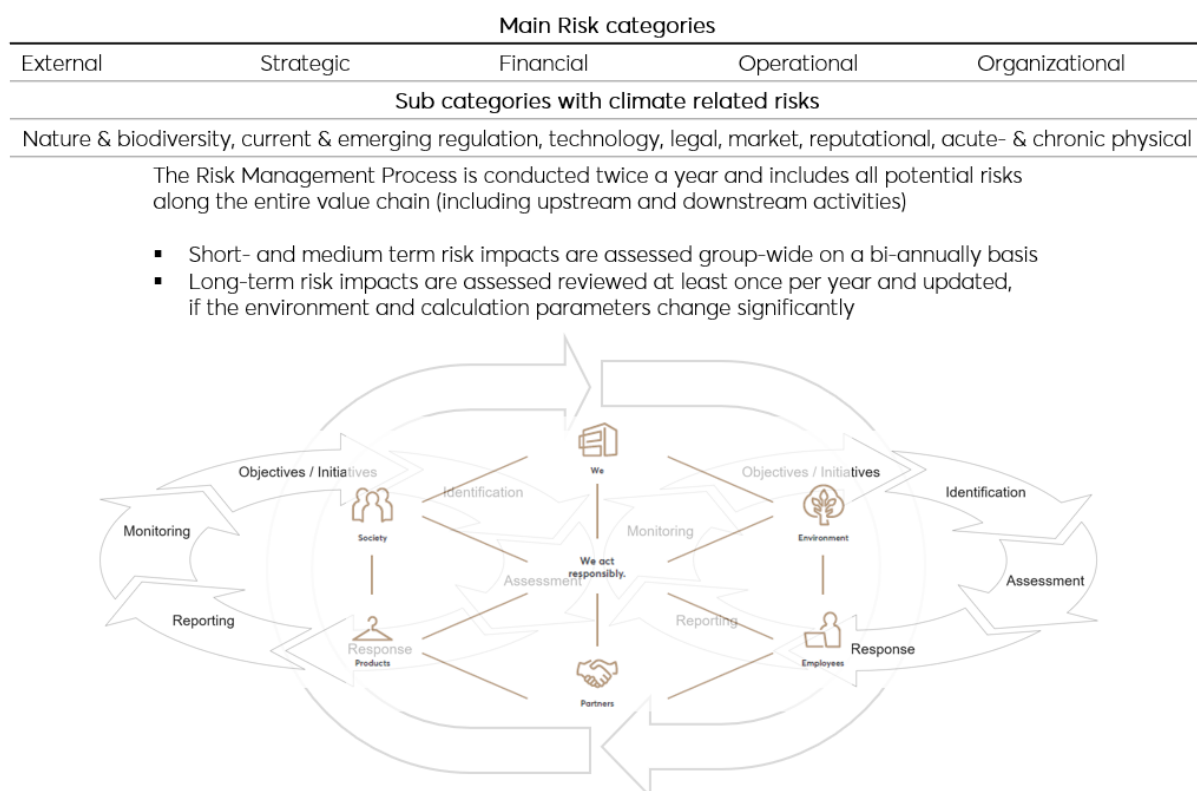 Main Risk categories
External Strategic Financial Operational Organizational
Sub categories with climate related risks
Nature & biodiversity, current & emerging regulation, technology, legal, market, reputational, acute- & chronic physical
The Risk Management Process is conducted twice a year and includes all potential risks
along the entire value chain (including upstream and downstream activities)
▪ Short- and medium term risk impacts are assessed group-wide on a bi-annually basis
▪ Long-term risk impacts are assessed reviewed at least once per year and updated,
if the environment and calculation parameters change significantly
We
Objectives / Initiatives
Objectives / Initiatives
Identification
Identification
Monitoring
Society
Monitoring
Environment
We act
responsibly.
Assessment
Assessment
Reporting
Reporting
Response
Products
Response
Employees
Partners